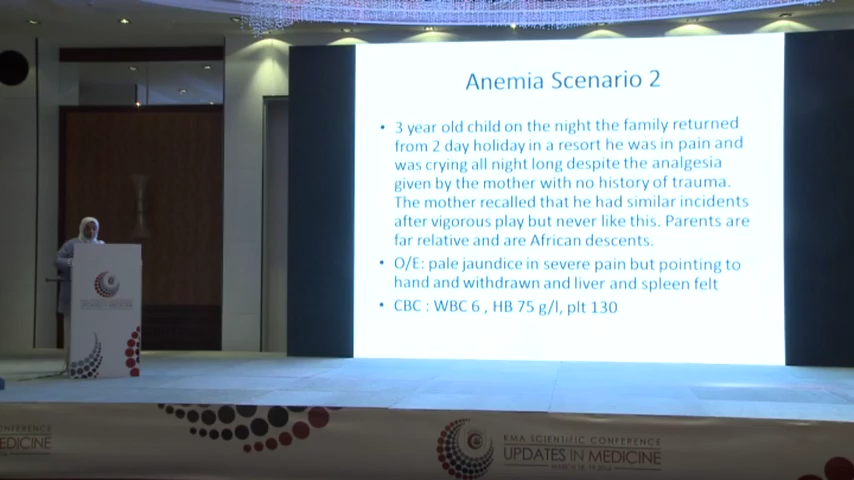 Anemia Scenario 2
• 3 year old child on the night the family returned
from 2 day holiday in a resort he was in pain and
was crying all night long despite the analgesia
given by the mother with no history of trauma.
The mother recalled that he had similar incidents
after vigorous play but never like this. Parents are
far relative and are African descents.
• O/E: pale jaundice in severe pain but pointing to
hand and withdrawn and liver and spleen felt
• CBC : WBC 6 , HB 75 g/l, plt 130
UPDATES IN MEDICINE
CONFERENCE
MEDICINE
KMA SCIENTIFIC CONFERENCE
UPDATES IN MEDICINE